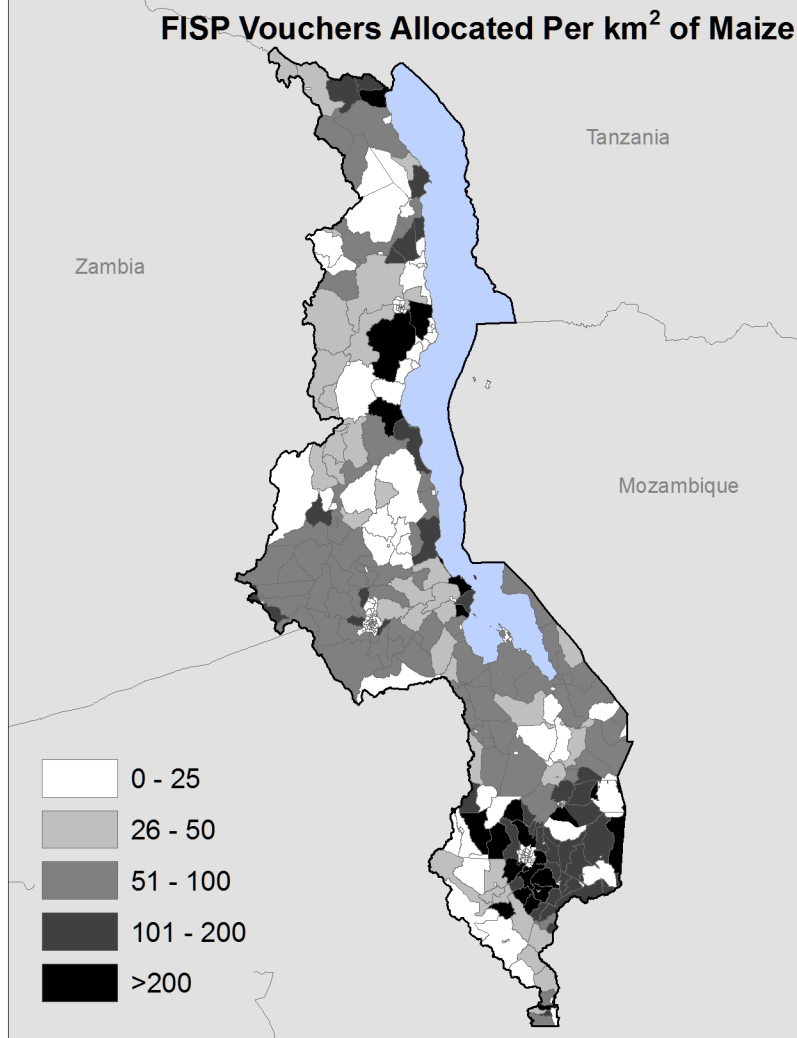 FISP Vouchers Allocated Per km² of Maize
Tanzania
Zambia
Mozambique
0 - 25
26 - 50
51 - 100
101 - 200
>200